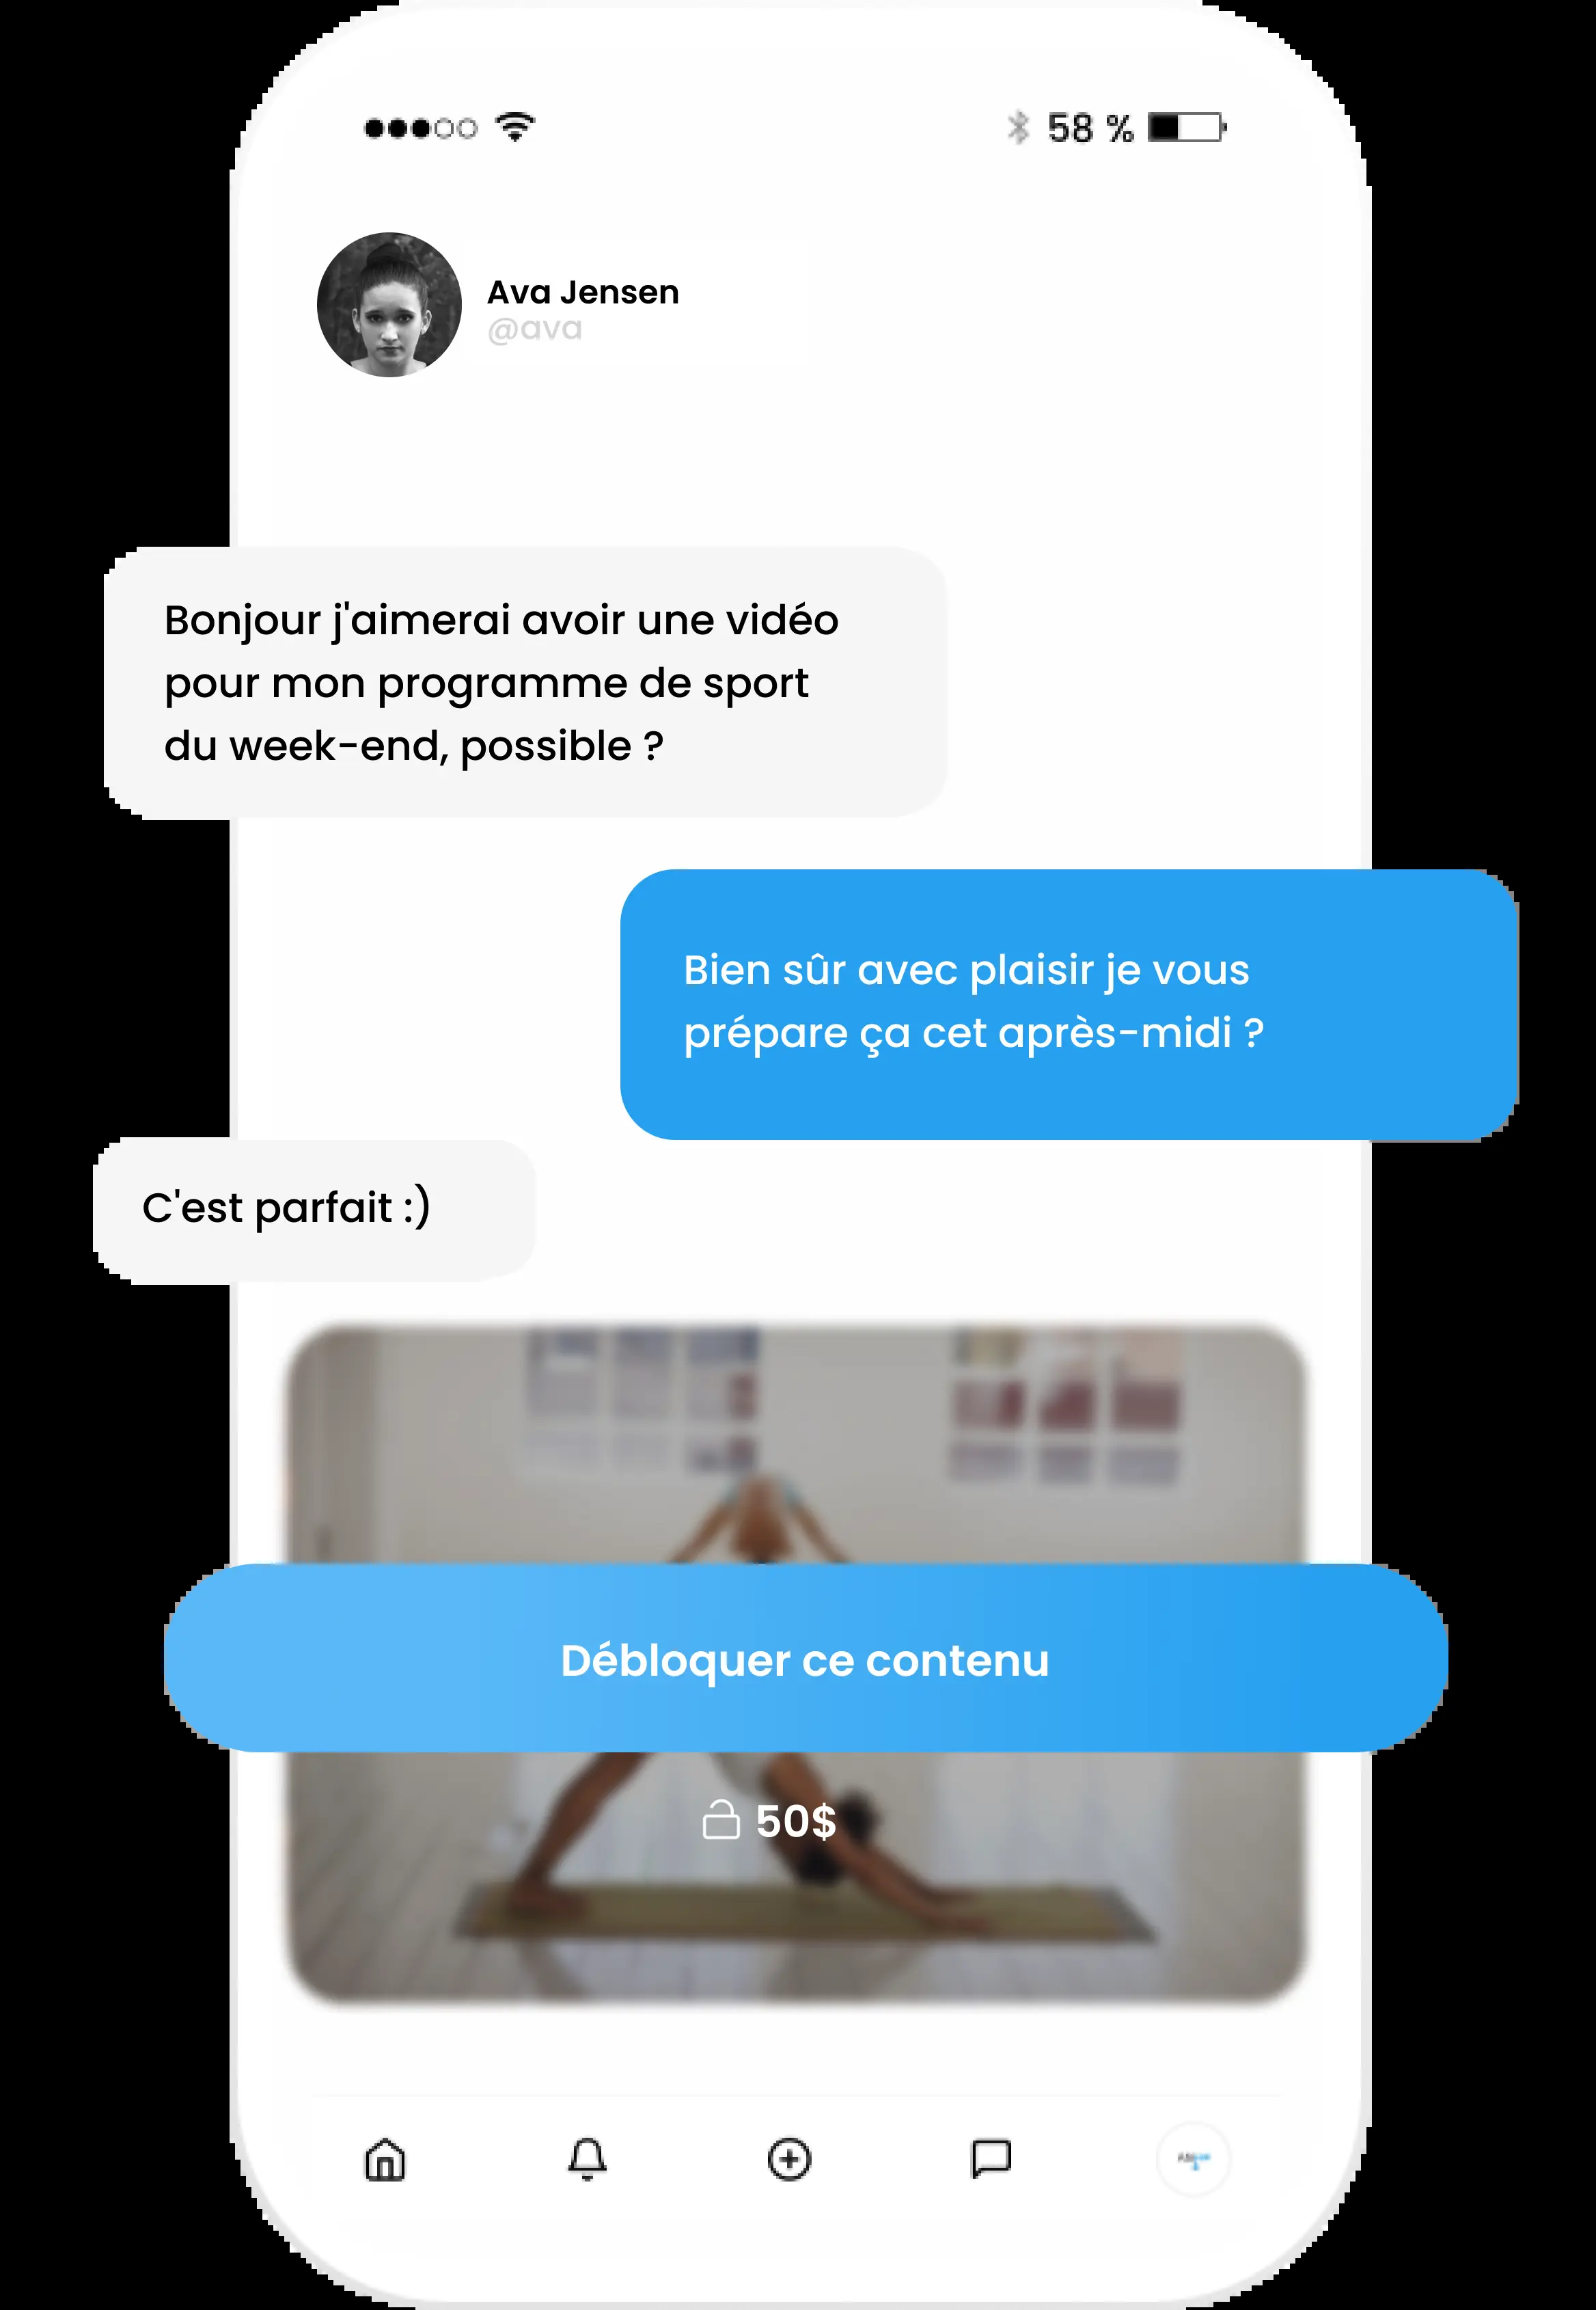 58 %
Ava Jensen
@ava
Bonjour j'aimerai avoir une vidéo
pour mon programme de sport
du week-end, possible ?
Bien sûr avec plaisir je vous
prépare ça cet après-midi ?
C'est parfait :)
Débloquer ce contenu
50$